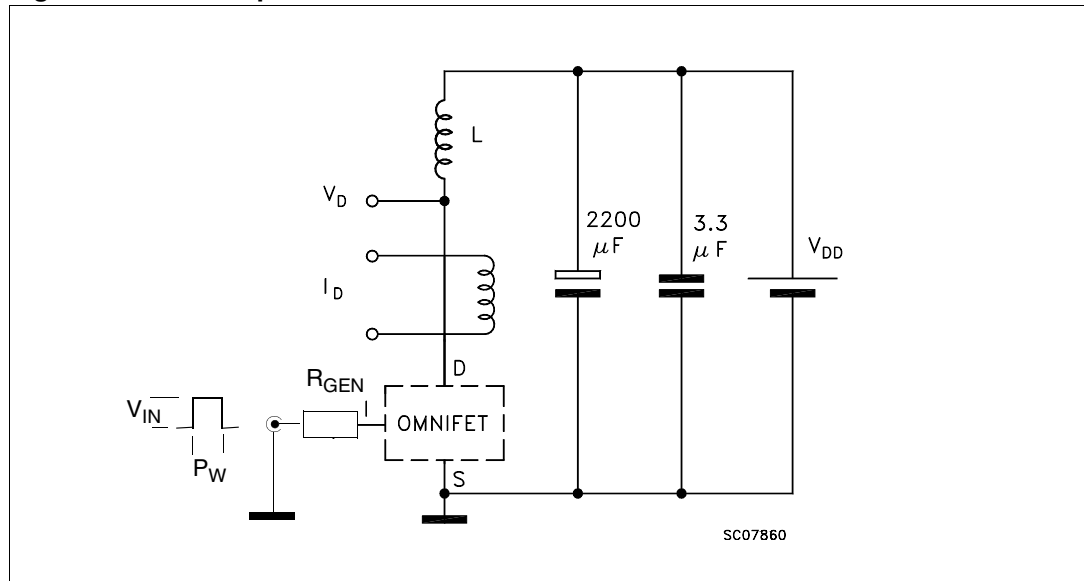 L
V_D
2200
μF
3.3
μF
V_DD
I_D
D
R_GEN
I
V_IN
OMNIFET
P_W
S
SC07860